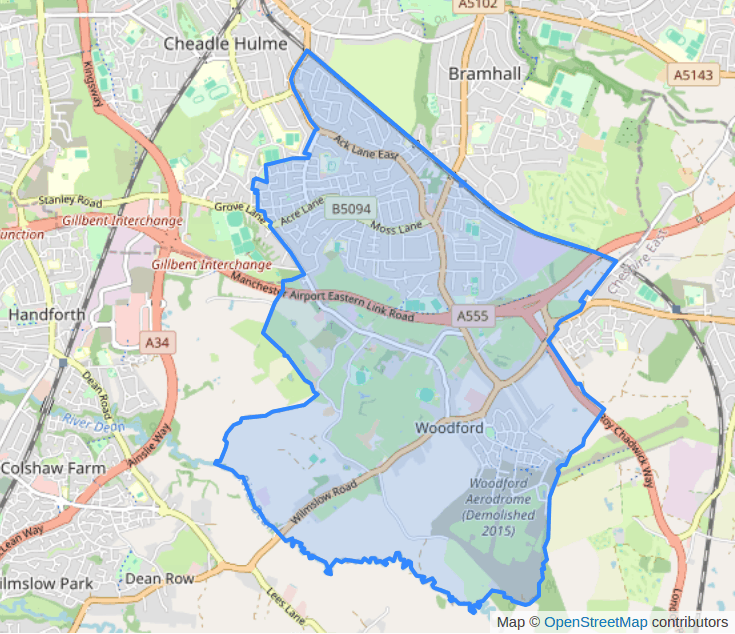 A5102
Cheadle Hulme
Bramhall
A5143
Kingsway
Ack Lane East
Stanley Road
Gillbent Interchange
unction
Grove Lane
Acre Lane
B5094
Moss Lane
Gillbent Interchange
Cheshire East
Manchester Airport Eastern Link Road
Handforth
A555
A34
Dean Road
River Dean
Ainslie Way
Woodford
Roy Chadwick Way
Colshaw Farm
Woodford
Aerodrome
(Demolished
2015)
Wilmslow Road
Lean Way
ilmslow Park
Dean Row
Lees Lane
Lond
Map © OpenStreetMap contributors